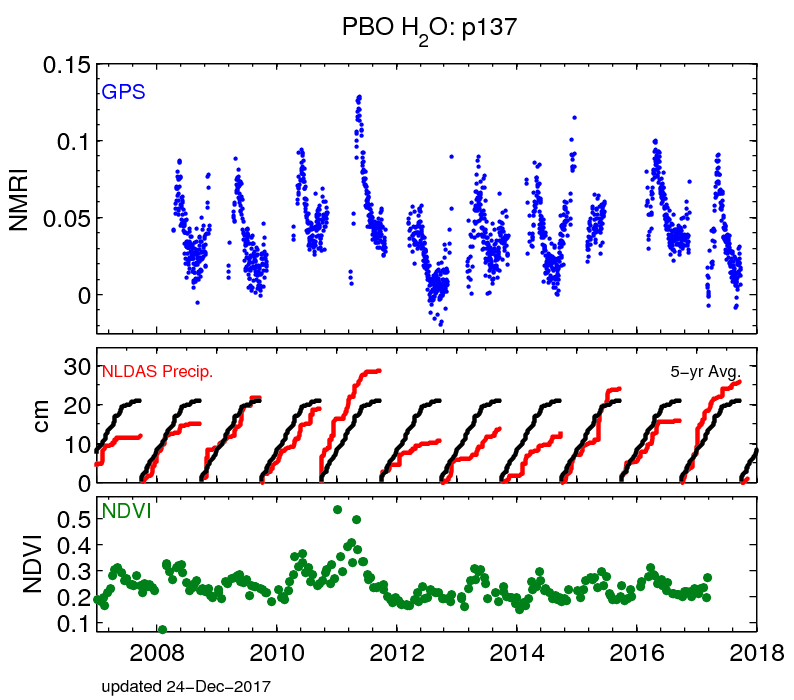 PBO H2O: p137
0.15
GPS
0.1
NMRI
0.05
0
30
NLDAS Precip.
5-yr Avg.
20
cm
10
0
NDVI
0.5
0.4
NDVI
0.3
0.2
0.1
2008 2010 2012 2014 2016 2018
updated 24-Dec-2017